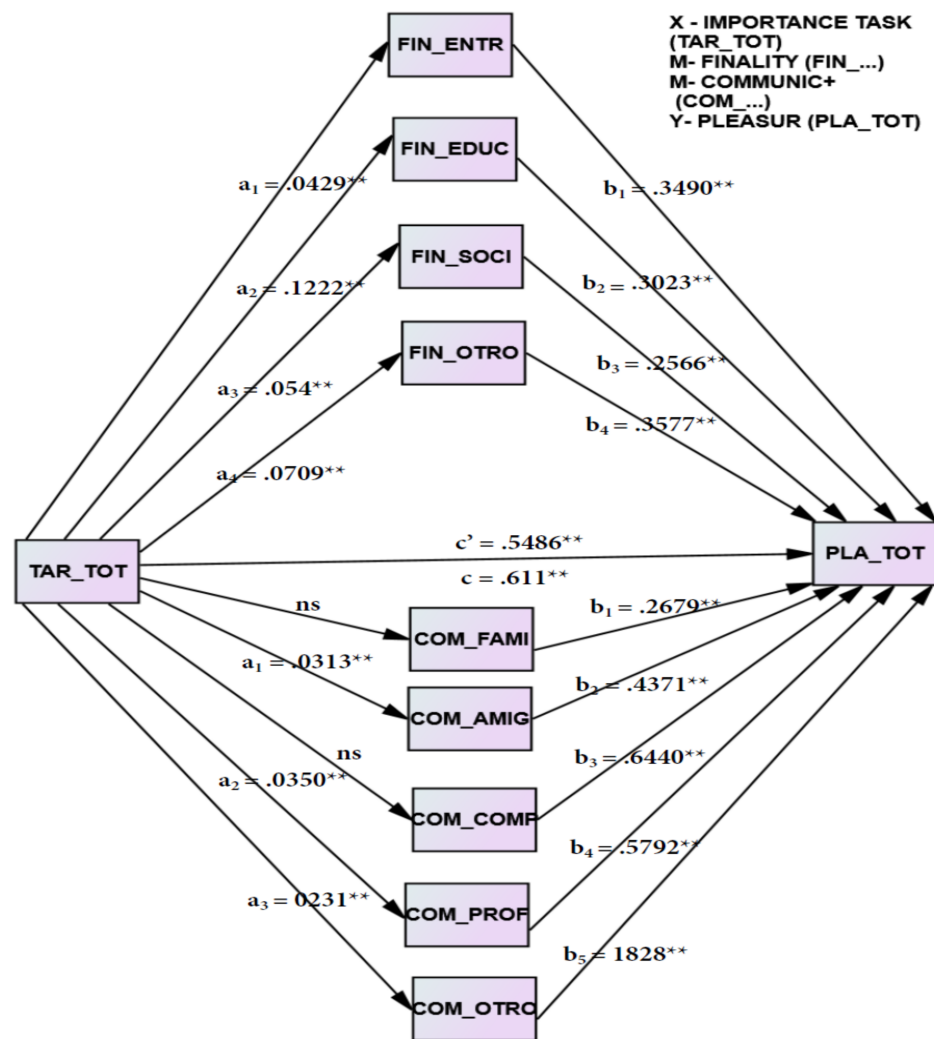 X - IMPORTANCE TASK
(TAR_TOT)
M- FINALITY (FIN_...)
M- COMMUNIC+
(COM_...)
Y- PLEASUR (PLA_TOT)
FIN_ENTR
FIN_EDUC
a₁ = .0429**
b₁ = .3490**
FIN_SOCI
a₂ = .1222**
b₂ = .3023**
FIN_OTRO
b₃ = .2566**
a₃ = .054**
b₄ = .3577**
a₄ = .0709**
c' = .5486**
TAR_TOT
PLA_TOT
c = .611**
ns
b₁ = .2679**
COM_FAMI
a₁ = .0313**
b₂ = .4371**
COM_AMIG
ns
b₃ = .6440**
a₂ = .0350**
COM_COMP
b₄ = .5792**
a₃ = 0231**
COM_PROF
b₅ = 1828**
COM_OTRO